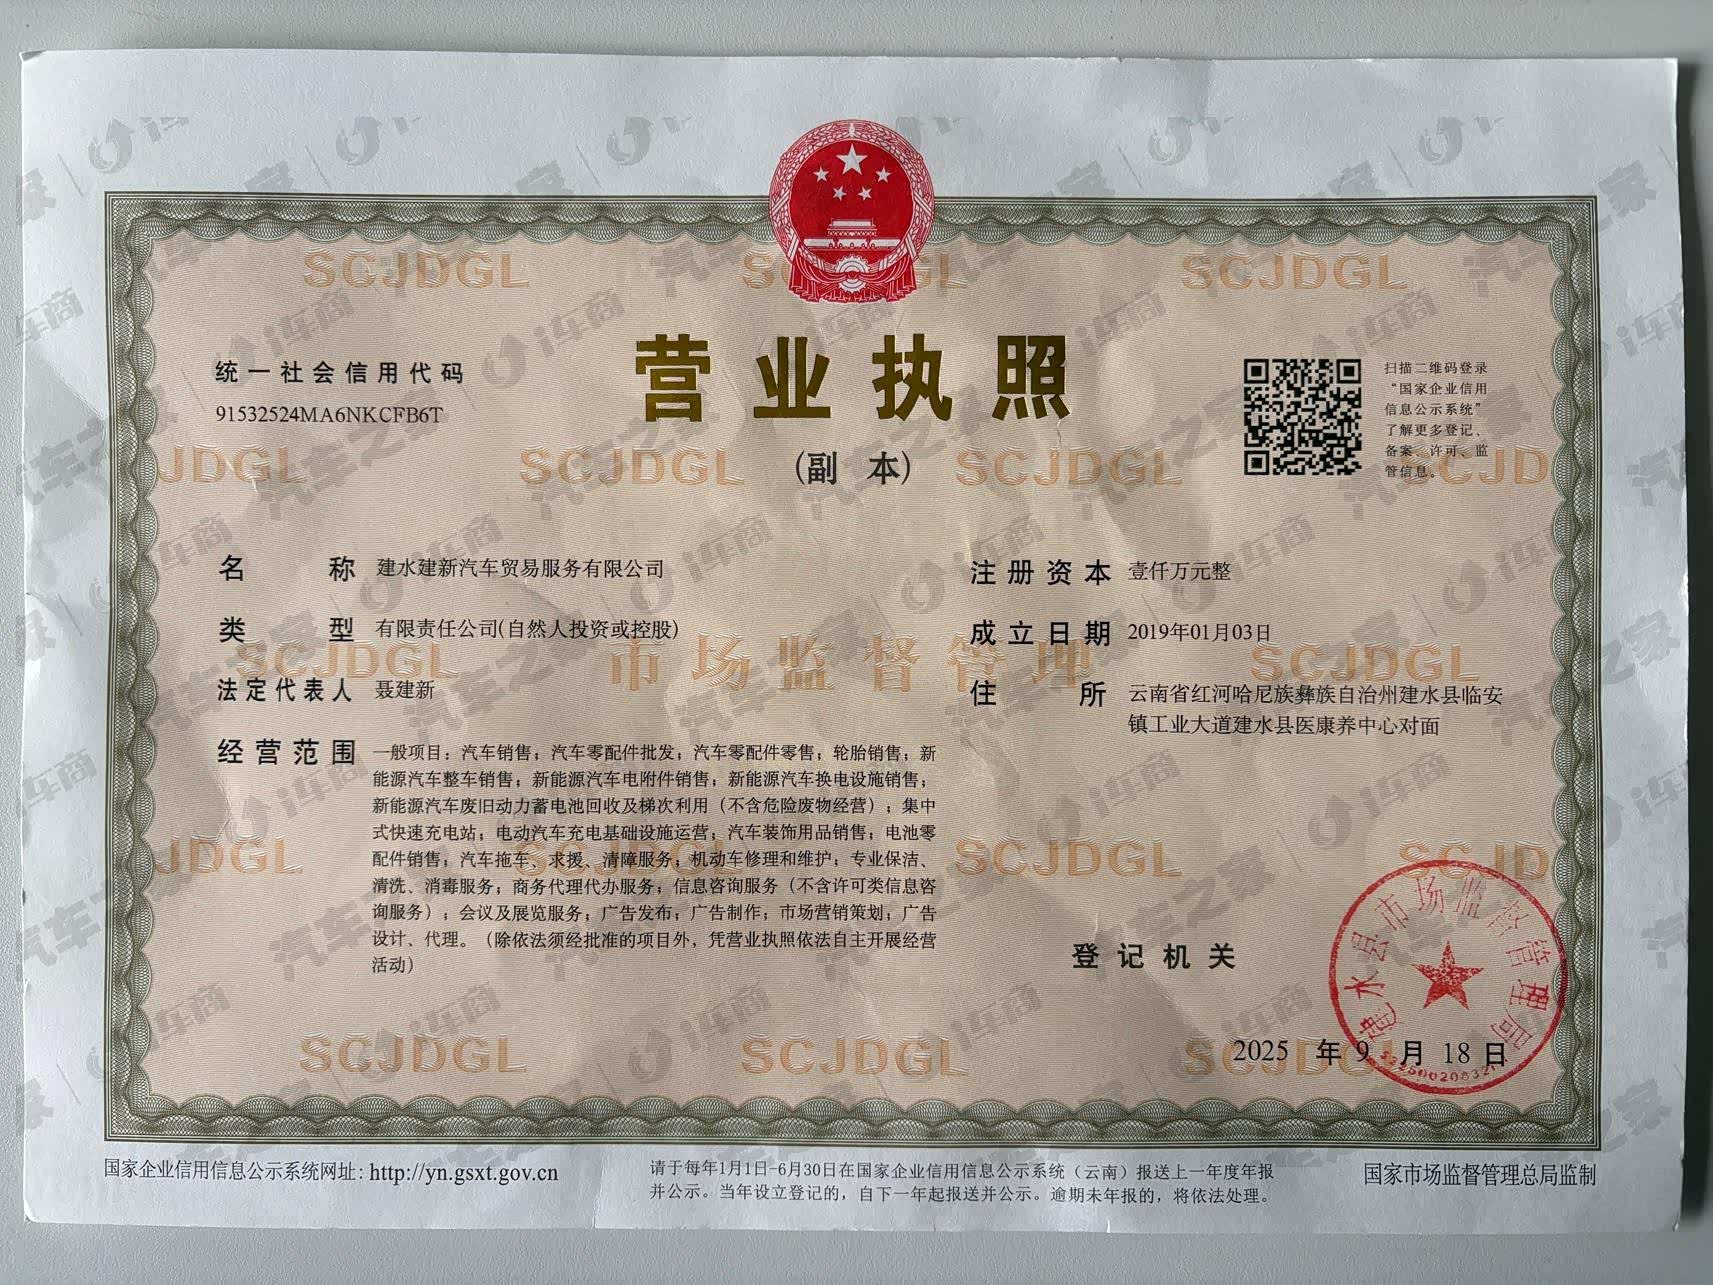 营业执照
(副 本)
统一社会信用代码
91532524MA6NKCFB6T
扫描二维码登录
“国家企业信用
信息公示系统”
了解更多登记、
备案、许可、监
管信息。
名 称 建水建新汽车贸易服务有限公司
类 型 有限责任公司(自然人投资或控股)
法定代表人 聂建新
经营范围 一般项目：汽车销售；汽车零配件批发；汽车零配件零售；轮胎销售；新
能源汽车整车销售；新能源汽车电附件销售；新能源汽车换电设施销售；
新能源汽车废旧动力蓄电池回收及梯次利用（不含危险废物经营）；集中
式快速充电站；电动汽车充电基础设施运营；汽车装饰用品销售；电池零
配件销售；汽车拖车、求援、清障服务；机动车修理和维护；专业保洁、
清洗、消毒服务；商务代理代办服务；信息咨询服务（不含许可类信息咨
询服务）；会议及展览服务；广告发布；广告制作；市场营销策划；广告
设计、代理。（除依法须经批准的项目外，凭营业执照依法自主开展经营
活动）
注册资本 壹仟万元整
成立日期 2019年01月03日
住 所 云南省红河哈尼族彝族自治州建水县临安
镇工业大道建水县医康养中心对面
登记机关
建水县市场监督管理局
2025 年 9 月 18 日
国家企业信用信息公示系统网址: http://yn.gsxt.gov.cn
请于每年1月1日-6月30日在国家企业信用信息公示系统（云南）报送上一年度年报
并公示。当年设立登记的，自下一年起报送并公示。逾期未年报的，将依法处理。
国家市场监督管理总局监制
SCJDGL
市场监督管理
汽车之家
i车商